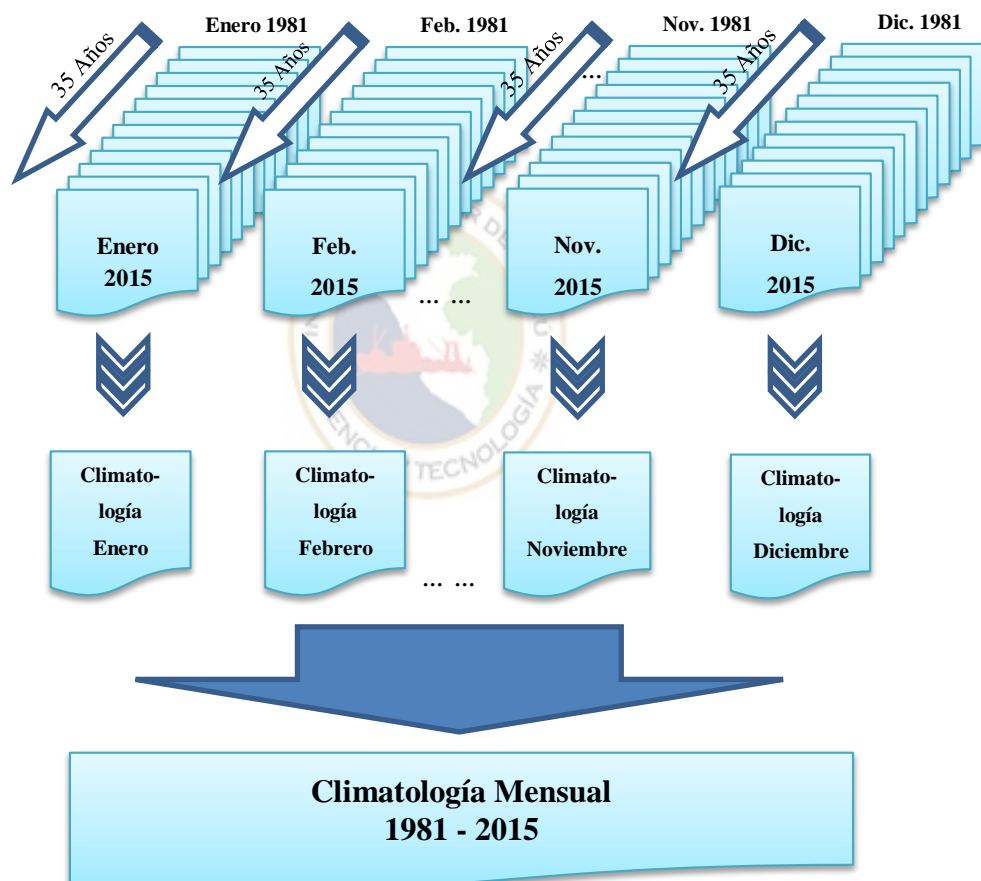 Enero 1981
Feb. 1981
Nov. 1981
Dic. 1981
35 Años
35 Años
35 Años
35 Años
...
Enero
2015
Feb.
2015
... ...
Nov.
2015
Dic.
2015
Climato-
logía
Enero
Climato-
logía
Febrero
... ...
Climato-
logía
Noviembre
Climato-
logía
Diciembre
TECNOLOGÍA
Climatología Mensual
1981 - 2015